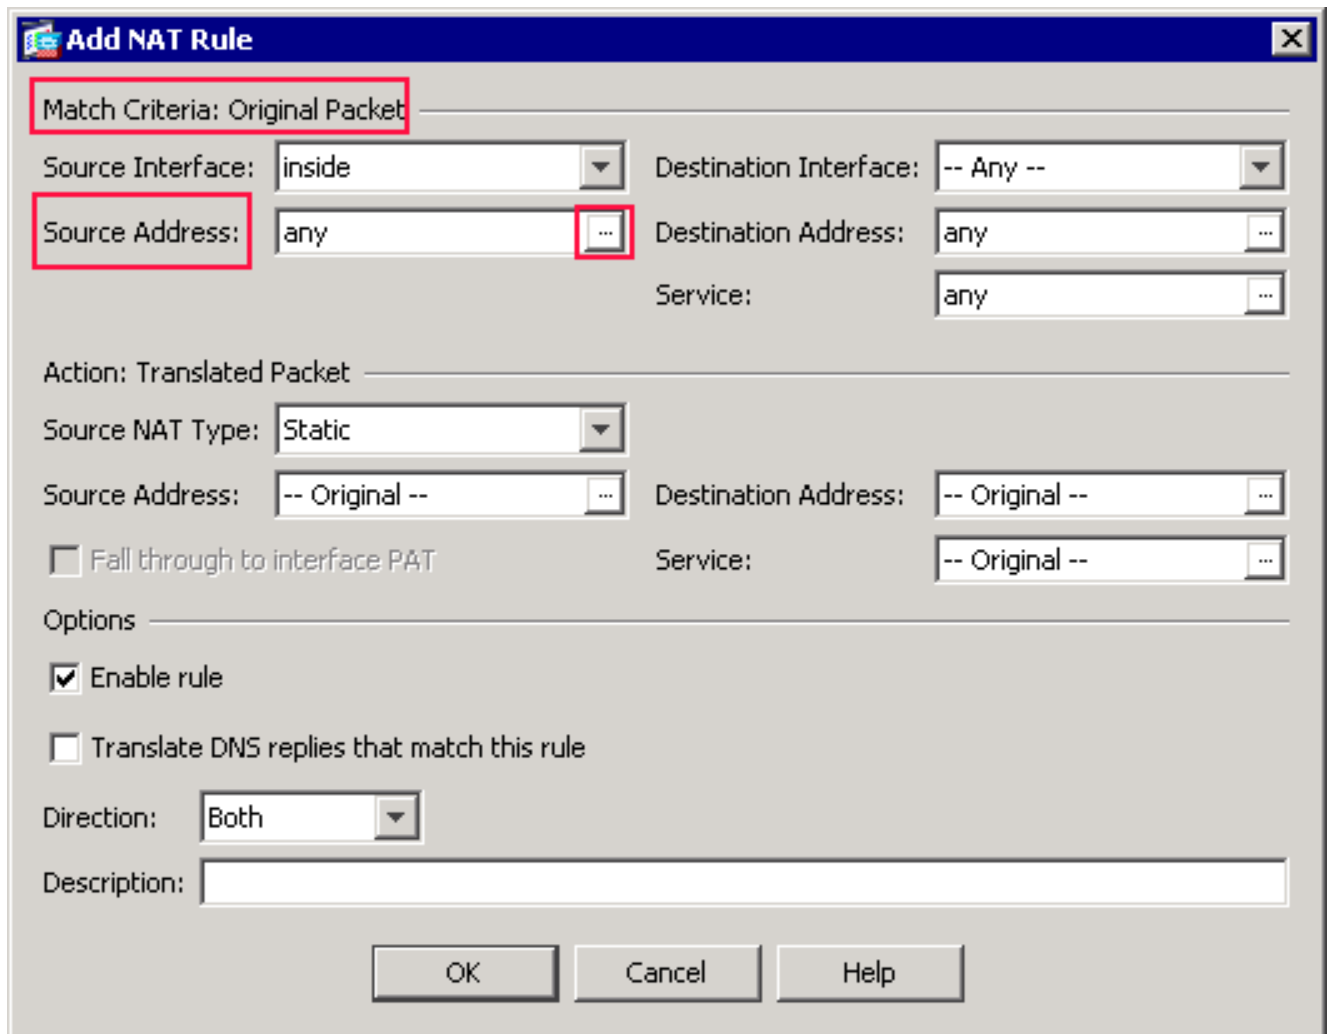 Add NAT Rule
Match Criteria: Original Packet
Source Interface: inside Destination Interface: -- Any --
Source Address: any ... Destination Address: any ...
Service: any ...
Action: Translated Packet
Source NAT Type: Static
Source Address: -- Original -- ... Destination Address: -- Original -- ...
Fall through to interface PAT Service: -- Original -- ...
Options
Enable rule
Translate DNS replies that match this rule
Direction: Both
Description:
OK Cancel Help